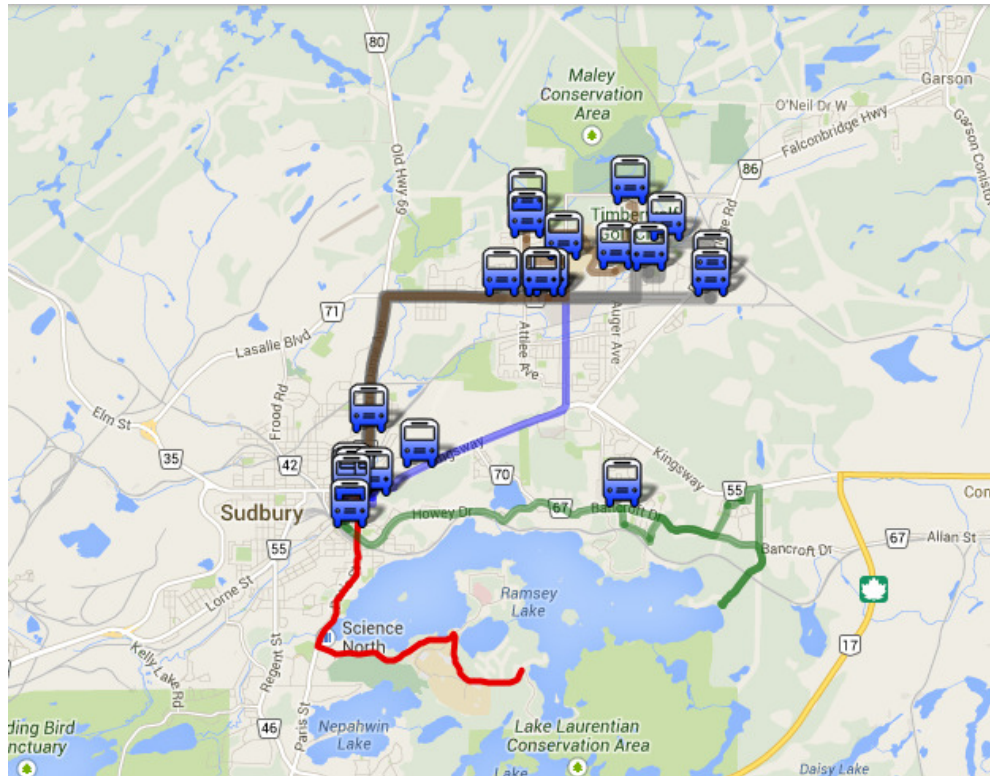 80
Maley
Conservation
Area
Garson
O'Neil Dr W
Falconbridge Hwy
Garson Coniston
86
Old Hwy 69
71
Lasalle Blvd
Attlee Ave
Auger Ave
Frood Rd
Elm St
35
42
Kingsway
70
55
Sudbury
Howey Dr
67
Bancroft Dr
Bancroft Dr
67
Allan St
55
Lorne St
Ramsey
Lake
Science
North
17
Kelly Lake Rd
Regent St
Paris St
46
Nepahwin
Lake
Lake Laurentian
Conservation Area
Lake
Daisy Lake